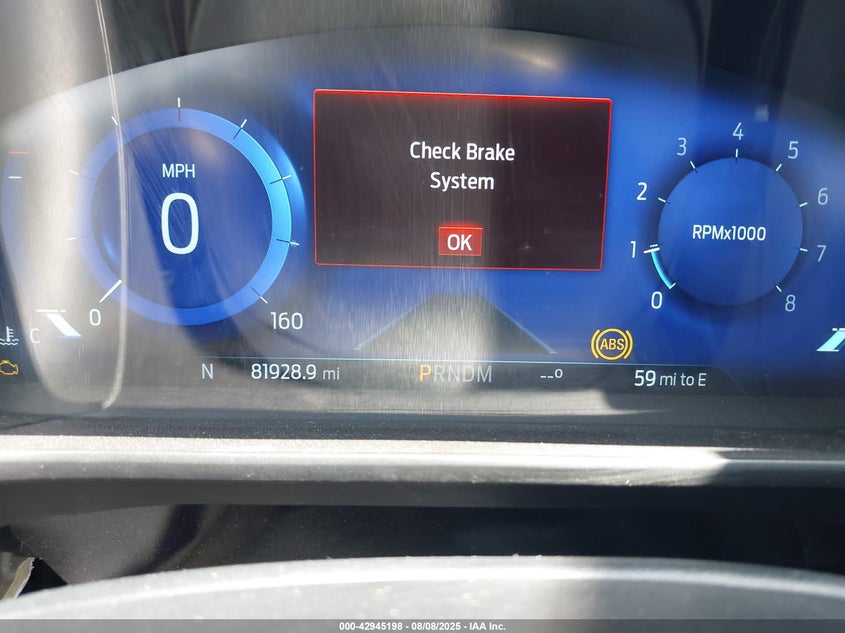 Check Brake
System
OK
MPH
0
0
160
3
4
5
2
6
1
RPMx1000
7
0
8
C
ABS
N
81928.9 mi
PRNDM
--°
59 mi to E
000-42945198 - 08/08/2025 - IAA Inc.